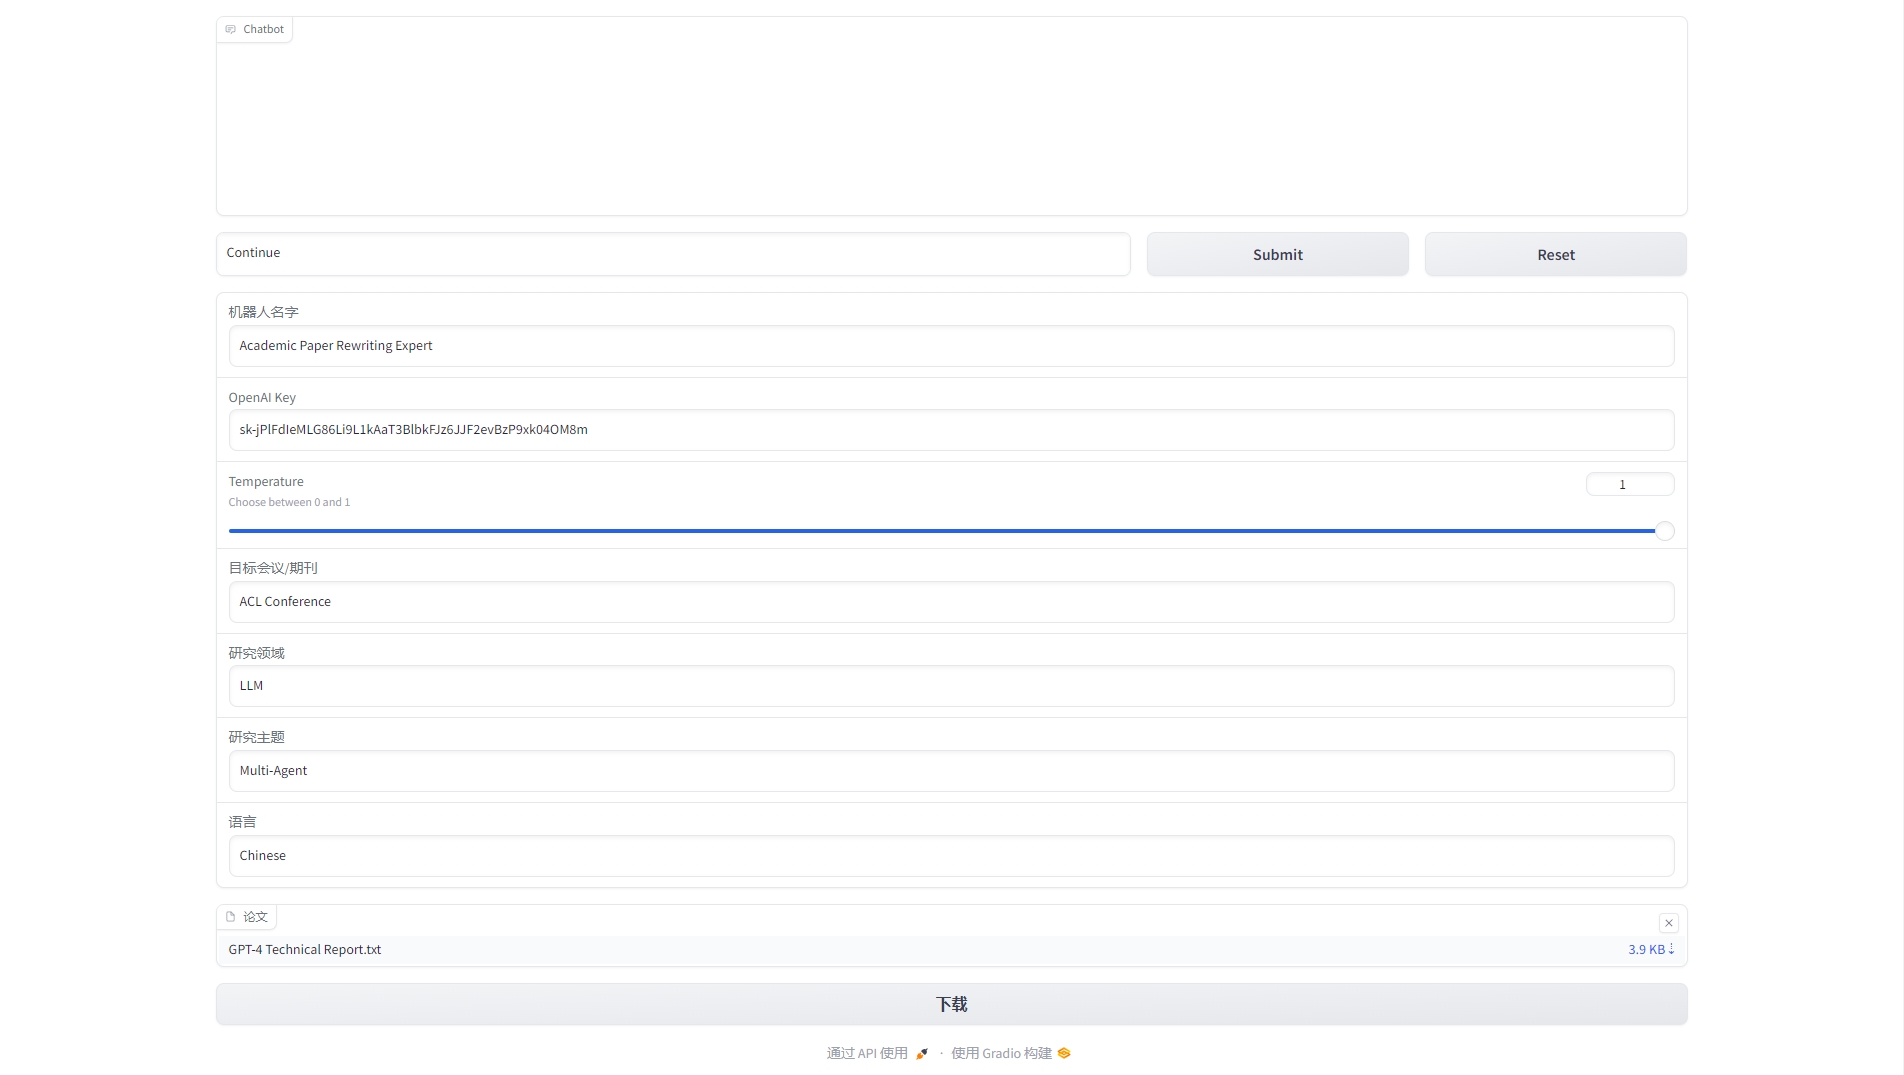 Chatbot
Continue
Submit
Reset
机器人名字
Academic Paper Rewriting Expert
OpenAI Key
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
Temperature
1
Choose between 0 and 1
目标会议/期刊
ACL Conference
研究领域
LLM
研究主题
Multi-Agent
语言
Chinese
论文
GPT-4 Technical Report.txt
3.9 KB ⇣
下载
通过 API 使用 · 使用 Gradio 构建